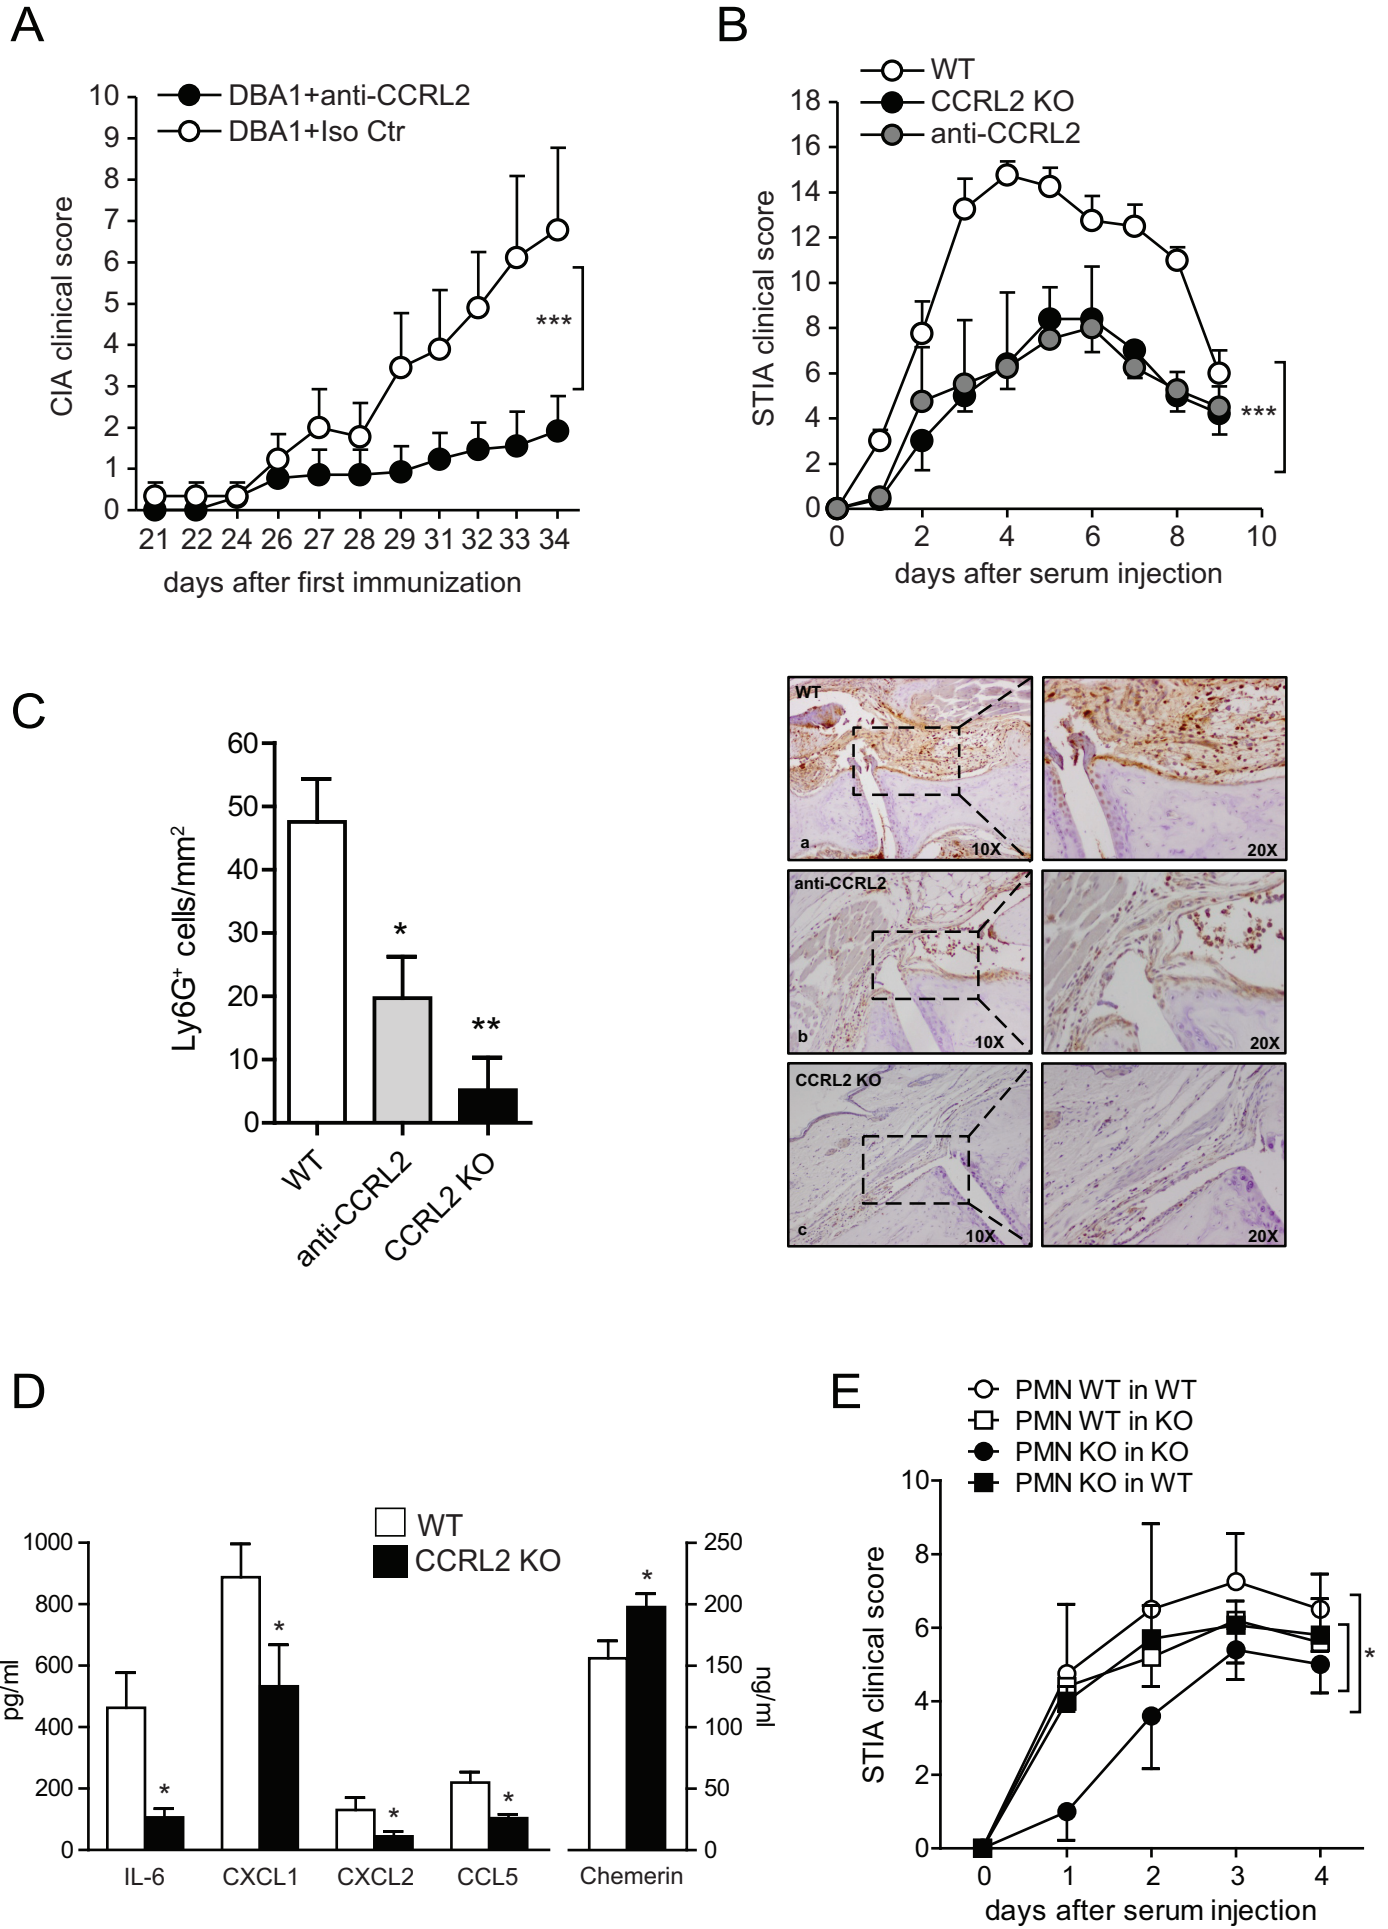 A
DBA1+anti-CCRL2
DBA1+Iso Ctr
10
9
8
7
6
5
4
3
2
1
0
CIA clinical score
***
21 22 24 26 27 28 29 31 32 33 34
days after first immunization
B
WT
CCRL2 KO
anti-CCRL2
18
16
14
12
10
8
6
4
2
0
STIA clinical score
***
0 2 4 6 8 10
days after serum injection
C
60
50
40
30
20
10
0
Ly6G+ cells/mm2
*
**
WT
anti-CCRL2
CCRL2 KO
WT
a
10X
20X
anti-CCRL2
b
10X
20X
CCRL2 KO
c
10X
20X
D
WT
CCRL2 KO
1000
800
600
400
200
0
pg/ml
*
*
*
*
*
250
200
150
100
50
0
ng/ml
IL-6 CXCL1 CXCL2 CCL5 Chemerin
E
PMN WT in WT
PMN WT in KO
PMN KO in KO
PMN KO in WT
10
8
6
4
2
0
STIA clinical score
*
0 1 2 3 4
days after serum injection